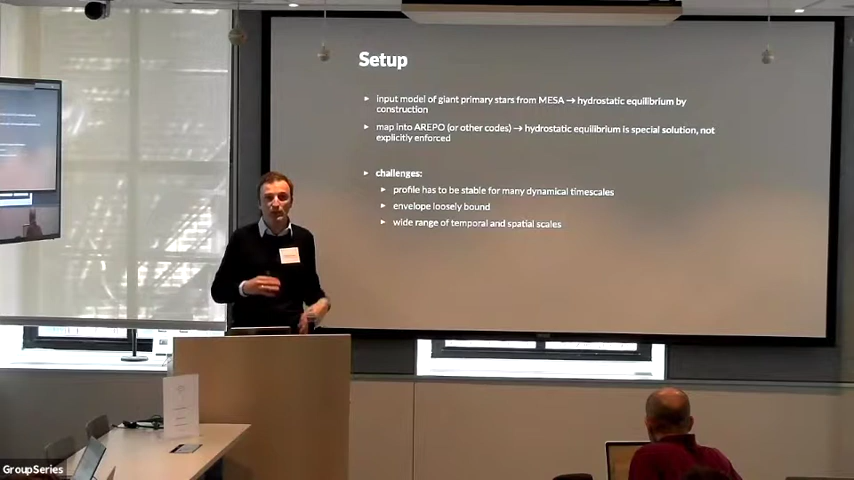 Setup
▸ input model of giant primary stars from MESA → hydrostatic equilibrium by
construction
▸ map into AREPO (or other codes) → hydrostatic equilibrium is special solution, not
explicitly enforced
▸ challenges:
▸ profile has to be stable for many dynamical timescales
▸ envelope loosely bound
▸ wide range of temporal and spatial scales
GroupSeries